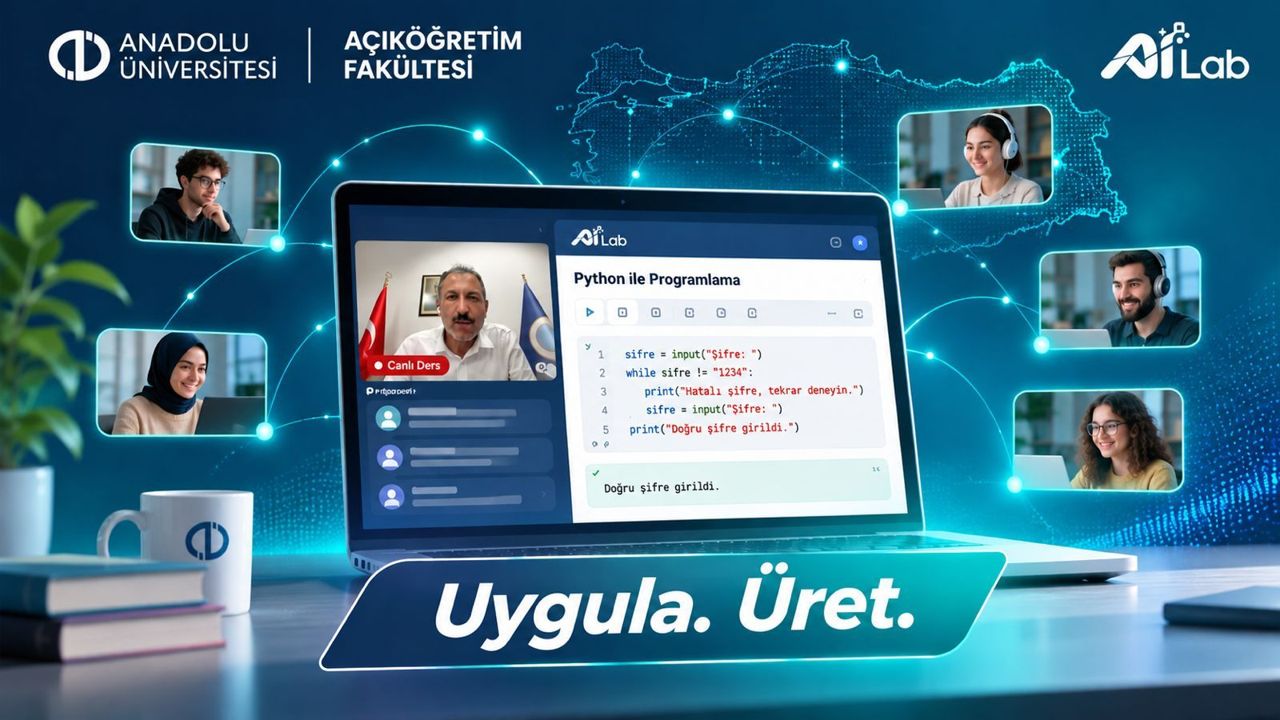 ANADOLU
ÜNİVERSİTESİ
AÇIKÖĞRETİM
FAKÜLTESİ
Ai Lab
Ai Lab
Python ile Programlama
Canlı Ders
1 sifre = input("Şifre: ")
2 while sifre != "1234":
3 print("Hatalı şifre, tekrar deneyin.")
4 sifre = input("Şifre: ")
5 print("Doğru şifre girildi.")
Doğru şifre girildi.
Uygula. Üret.